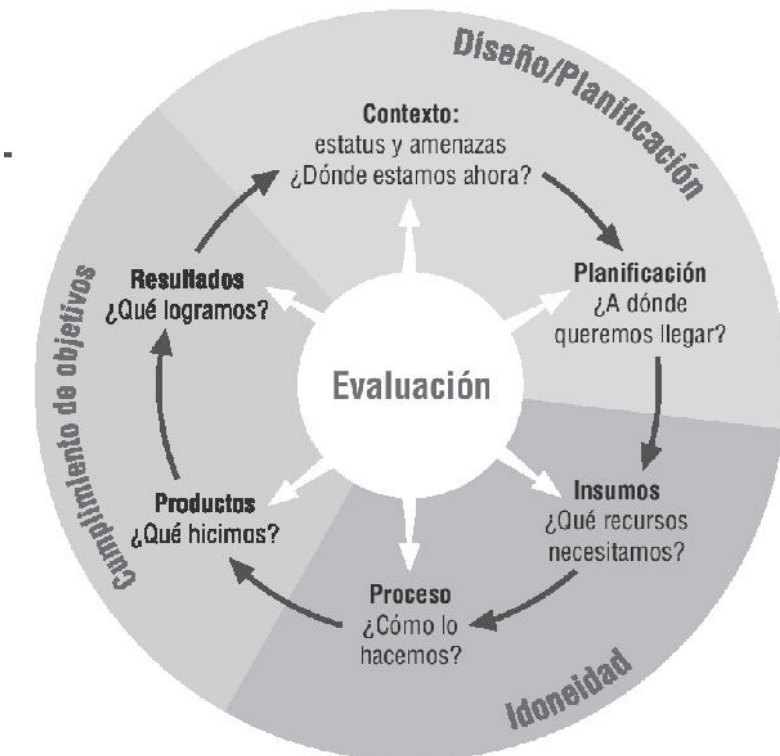 Diseño/Planificación
Contexto:
estatus y amenazas
¿Dónde estamos ahora?
Planificación
¿A dónde
queremos llegar?
Insumos
¿Qué recursos
necesitamos?
Idoneidad
Proceso
¿Cómo lo
hacemos?
Productos
¿Qué hicimos?
Resultados
¿Qué logramos?
Cumplimiento de objetivos
Evaluación